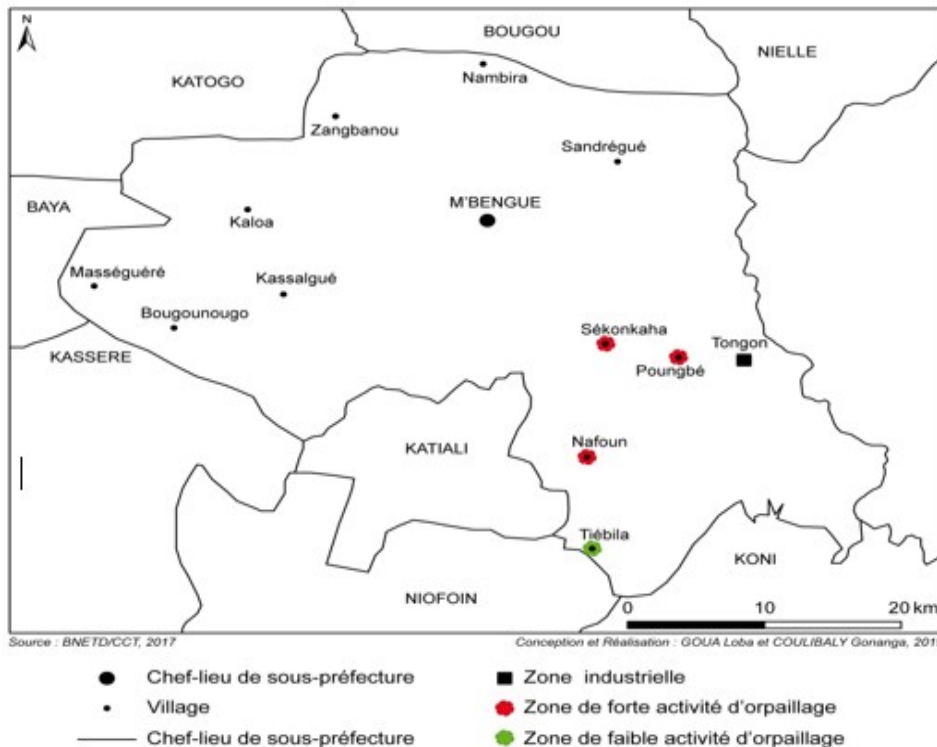 N
BOUGOU
NIELLE
KATOGO
Nambira
Zangbanou
Sandrégué
BAYA
M'BENGUE
Kaloa
Masséguéré
Kassalgué
Bougounougo
KASSERE
Sékonkaha
Tongon
Poungbé
KATIALI
Nafoun
Tiébila
KONI
NIOFOIN
0 10 20 km
Source : BNETD/CCT, 2017
Conception et Réalisation : GOUA Loba et COULIBALY Gonanga,
Chef-lieu de sous-préfecture
Village
Chef-lieu de sous-préfecture
Zone industrielle
Zone de forte activité d'orpaillage
Zone de faible activité d'orpaillage